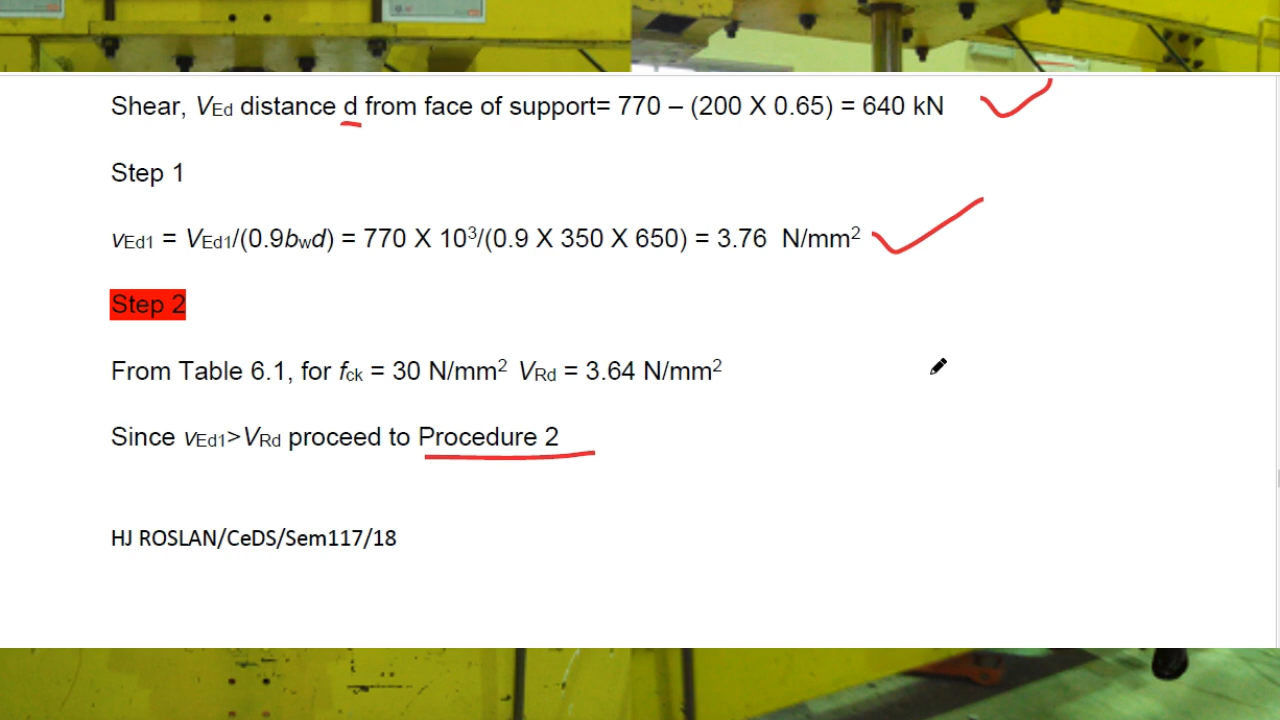 Shear, VEd distance d from face of support= 770 – (200 X 0.65) = 640 kN
Step 1
vEd1 = VEd1/(0.9bwd) = 770 X 10³/(0.9 X 350 X 650) = 3.76 N/mm²
Step 2
From Table 6.1, for fck = 30 N/mm² VRd = 3.64 N/mm²
Since vEd1>VRd proceed to Procedure 2
HJ ROSLAN/CeDS/Sem117/18